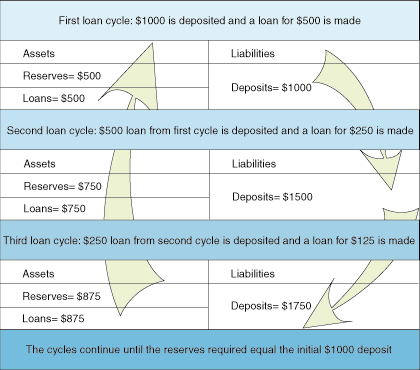 First loan cycle: $1000 is deposited and a loan for $500 is made
Assets
Liabilities
Reserves= $500
Deposits= $1000
Loans= $500
Second loan cycle: $500 loan from first cycle is deposited and a loan for $250 is made
Assets
Liabilities
Reserves= $750
Deposits= $1500
Loans= $750
Third loan cycle: $250 loan from second cycle is deposited and a loan for $125 is made
Assets
Liabilities
Reserves= $875
Deposits= $1750
Loans= $875
The cycles continue until the reserves required equal the initial $1000 deposit